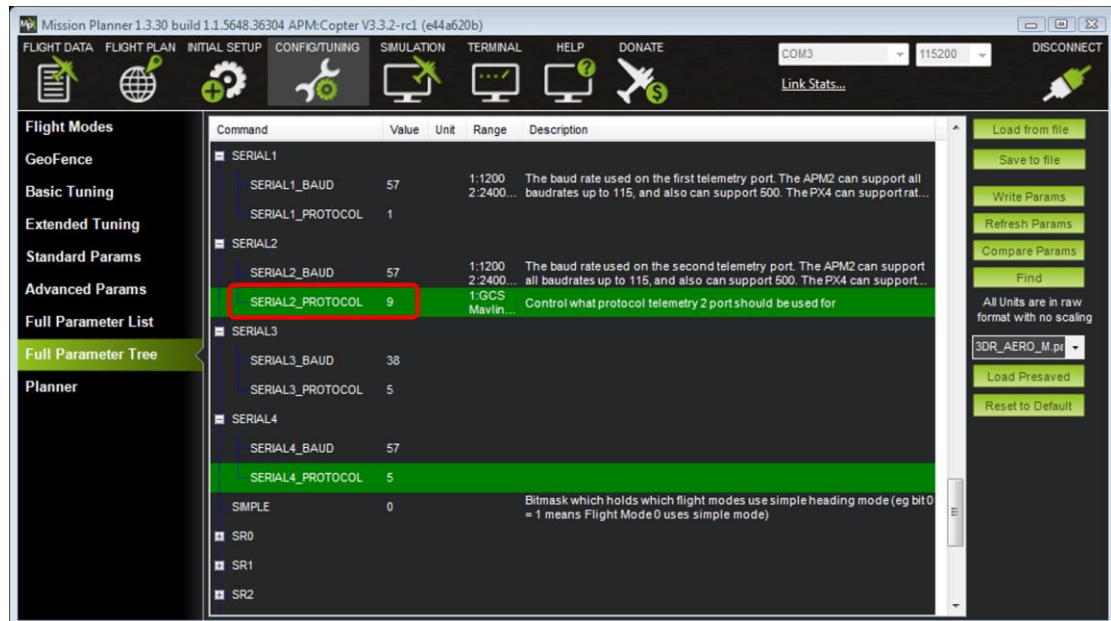 Mission Planner 1.3.30 build 1.1.5648.36304 APM:Copter V3.3.2-rc1 (e44a620b)
FLIGHT DATA FLIGHT PLAN INITIAL SETUP CONFIG/TUNING SIMULATION TERMINAL HELP DONATE
COM3 115200 DISCONNECT
Link Stats...
Flight Modes
GeoFence
Basic Tuning
Extended Tuning
Standard Params
Advanced Params
Full Parameter List
Full Parameter Tree
Planner
Command Value Unit Range Description
SERIAL1
SERIAL1_BAUD 57 1:1200 2:2400... The baud rate used on the first telemetry port. The APM2 can support all
baudrates up to 115, and also can support 500. The PX4 can support rat...
SERIAL1_PROTOCOL 1
SERIAL2
SERIAL2_BAUD 57 1:1200 2:2400... The baud rate used on the second telemetry port. The APM2 can support
all baudrates up to 115, and also can support 500. The PX4 can support...
SERIAL2_PROTOCOL 9 1:GCS Mavlin... Control what protocol telemetry 2 port should be used for
SERIAL3
SERIAL3_BAUD 38
SERIAL3_PROTOCOL 5
SERIAL4
SERIAL4_BAUD 57
SERIAL4_PROTOCOL 5
SIMPLE 0 Bitmask which holds which flight modes use simple heading mode (eg bit 0
= 1 means Flight Mode 0 uses simple mode)
SR0
SR1
SR2
Load from file
Save to file
Write Params
Refresh Params
Compare Params
Find
All Units are in raw
format with no scaling
3DR_AERO_M.pa
Load Presaved
Reset to Default